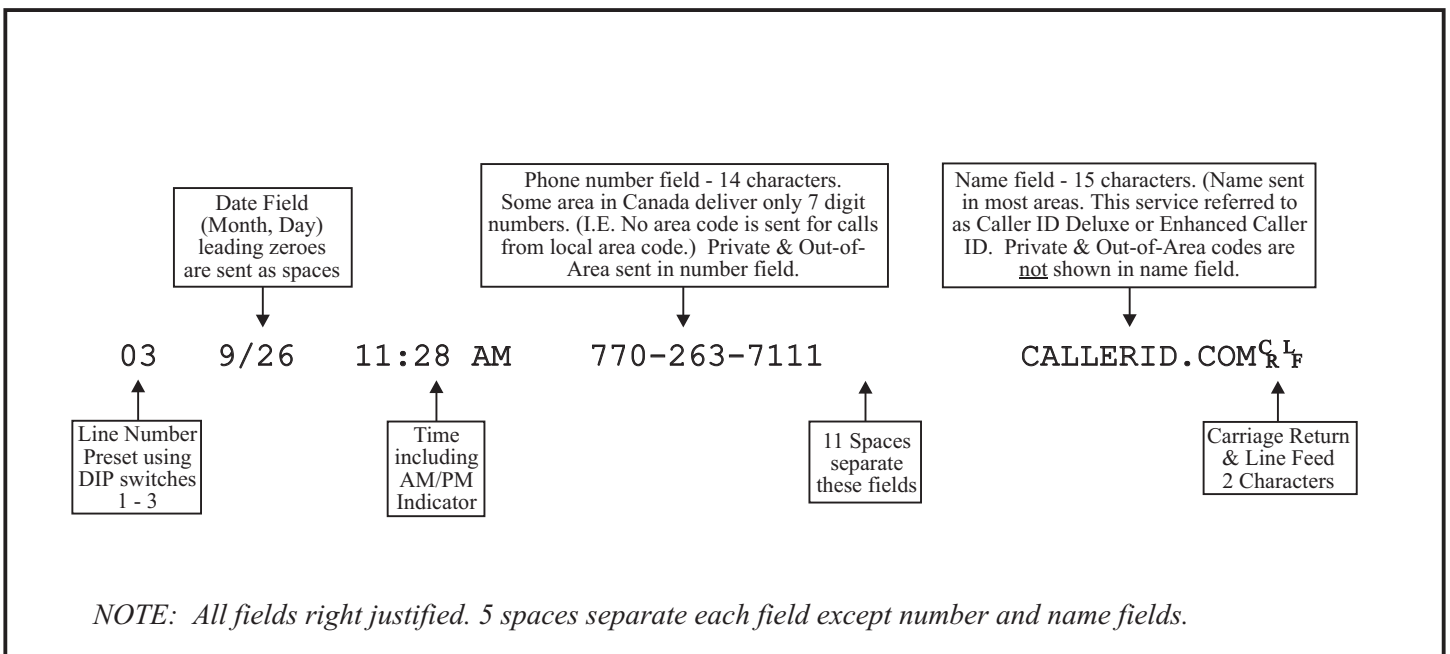 Date Field
(Month, Day)
leading zeroes
are sent as spaces
Phone number field - 14 characters.
Some area in Canada deliver only 7 digit
numbers. (I.E. No area code is sent for calls
from local area code.) Private & Out-of-
Area sent in number field.
Name field - 15 characters. (Name sent
in most areas. This service referred to
as Caller ID Deluxe or Enhanced Caller
ID. Private & Out-of-Area codes are
not shown in name field.
03 9/26 11:28 AM 770-263-7111 CALLERID.COM CR LF
Line Number
Preset using
DIP switches
1 - 3
Time
including
AM/PM
Indicator
11 Spaces
separate
these fields
Carriage Return
& Line Feed
2 Characters
NOTE: All fields right justified. 5 spaces separate each field except number and name fields.